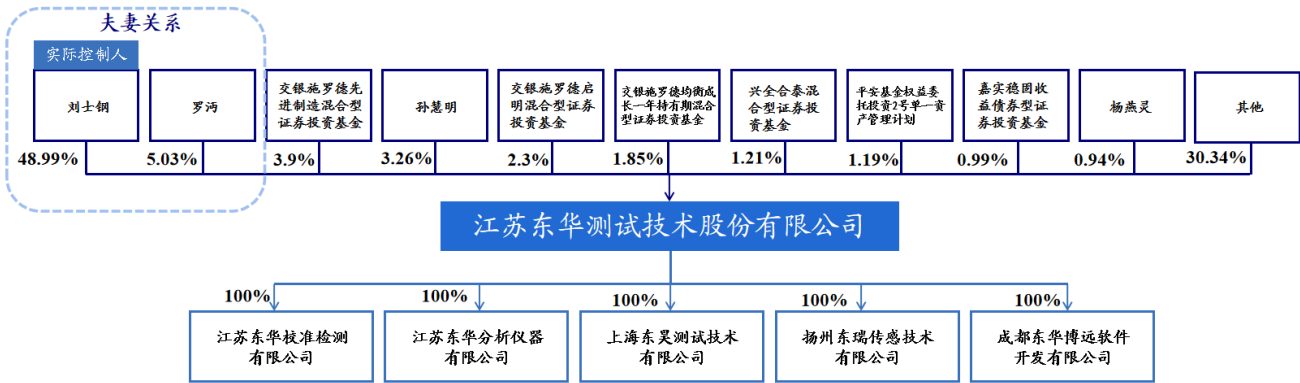 夫妻关系
实际控制人
刘士钢
罗沔
交银施罗德先
进制造混合型
证券投资基金
孙慧明
交银施罗德启
明混合型证券
投资基金
交银施罗德均衡成
长一年持有期混合
型证券投资基金
兴全合泰混
合型证券投
资基金
平安基金权益委
托投资2号单一资
产管理计划
嘉实稳固收
益债券型证
券投资基金
杨燕灵
其他
48.99%
5.03%
3.9%
3.26%
2.3%
1.85%
1.21%
1.19%
0.99%
0.94%
30.34%
江苏东华测试技术股份有限公司
100%
100%
100%
100%
100%
江苏东华校准检测
有限公司
江苏东华分析仪器
有限公司
上海东昊测试技术
有限公司
扬州东瑞传感技术
有限公司
成都东华博远软件
开发有限公司